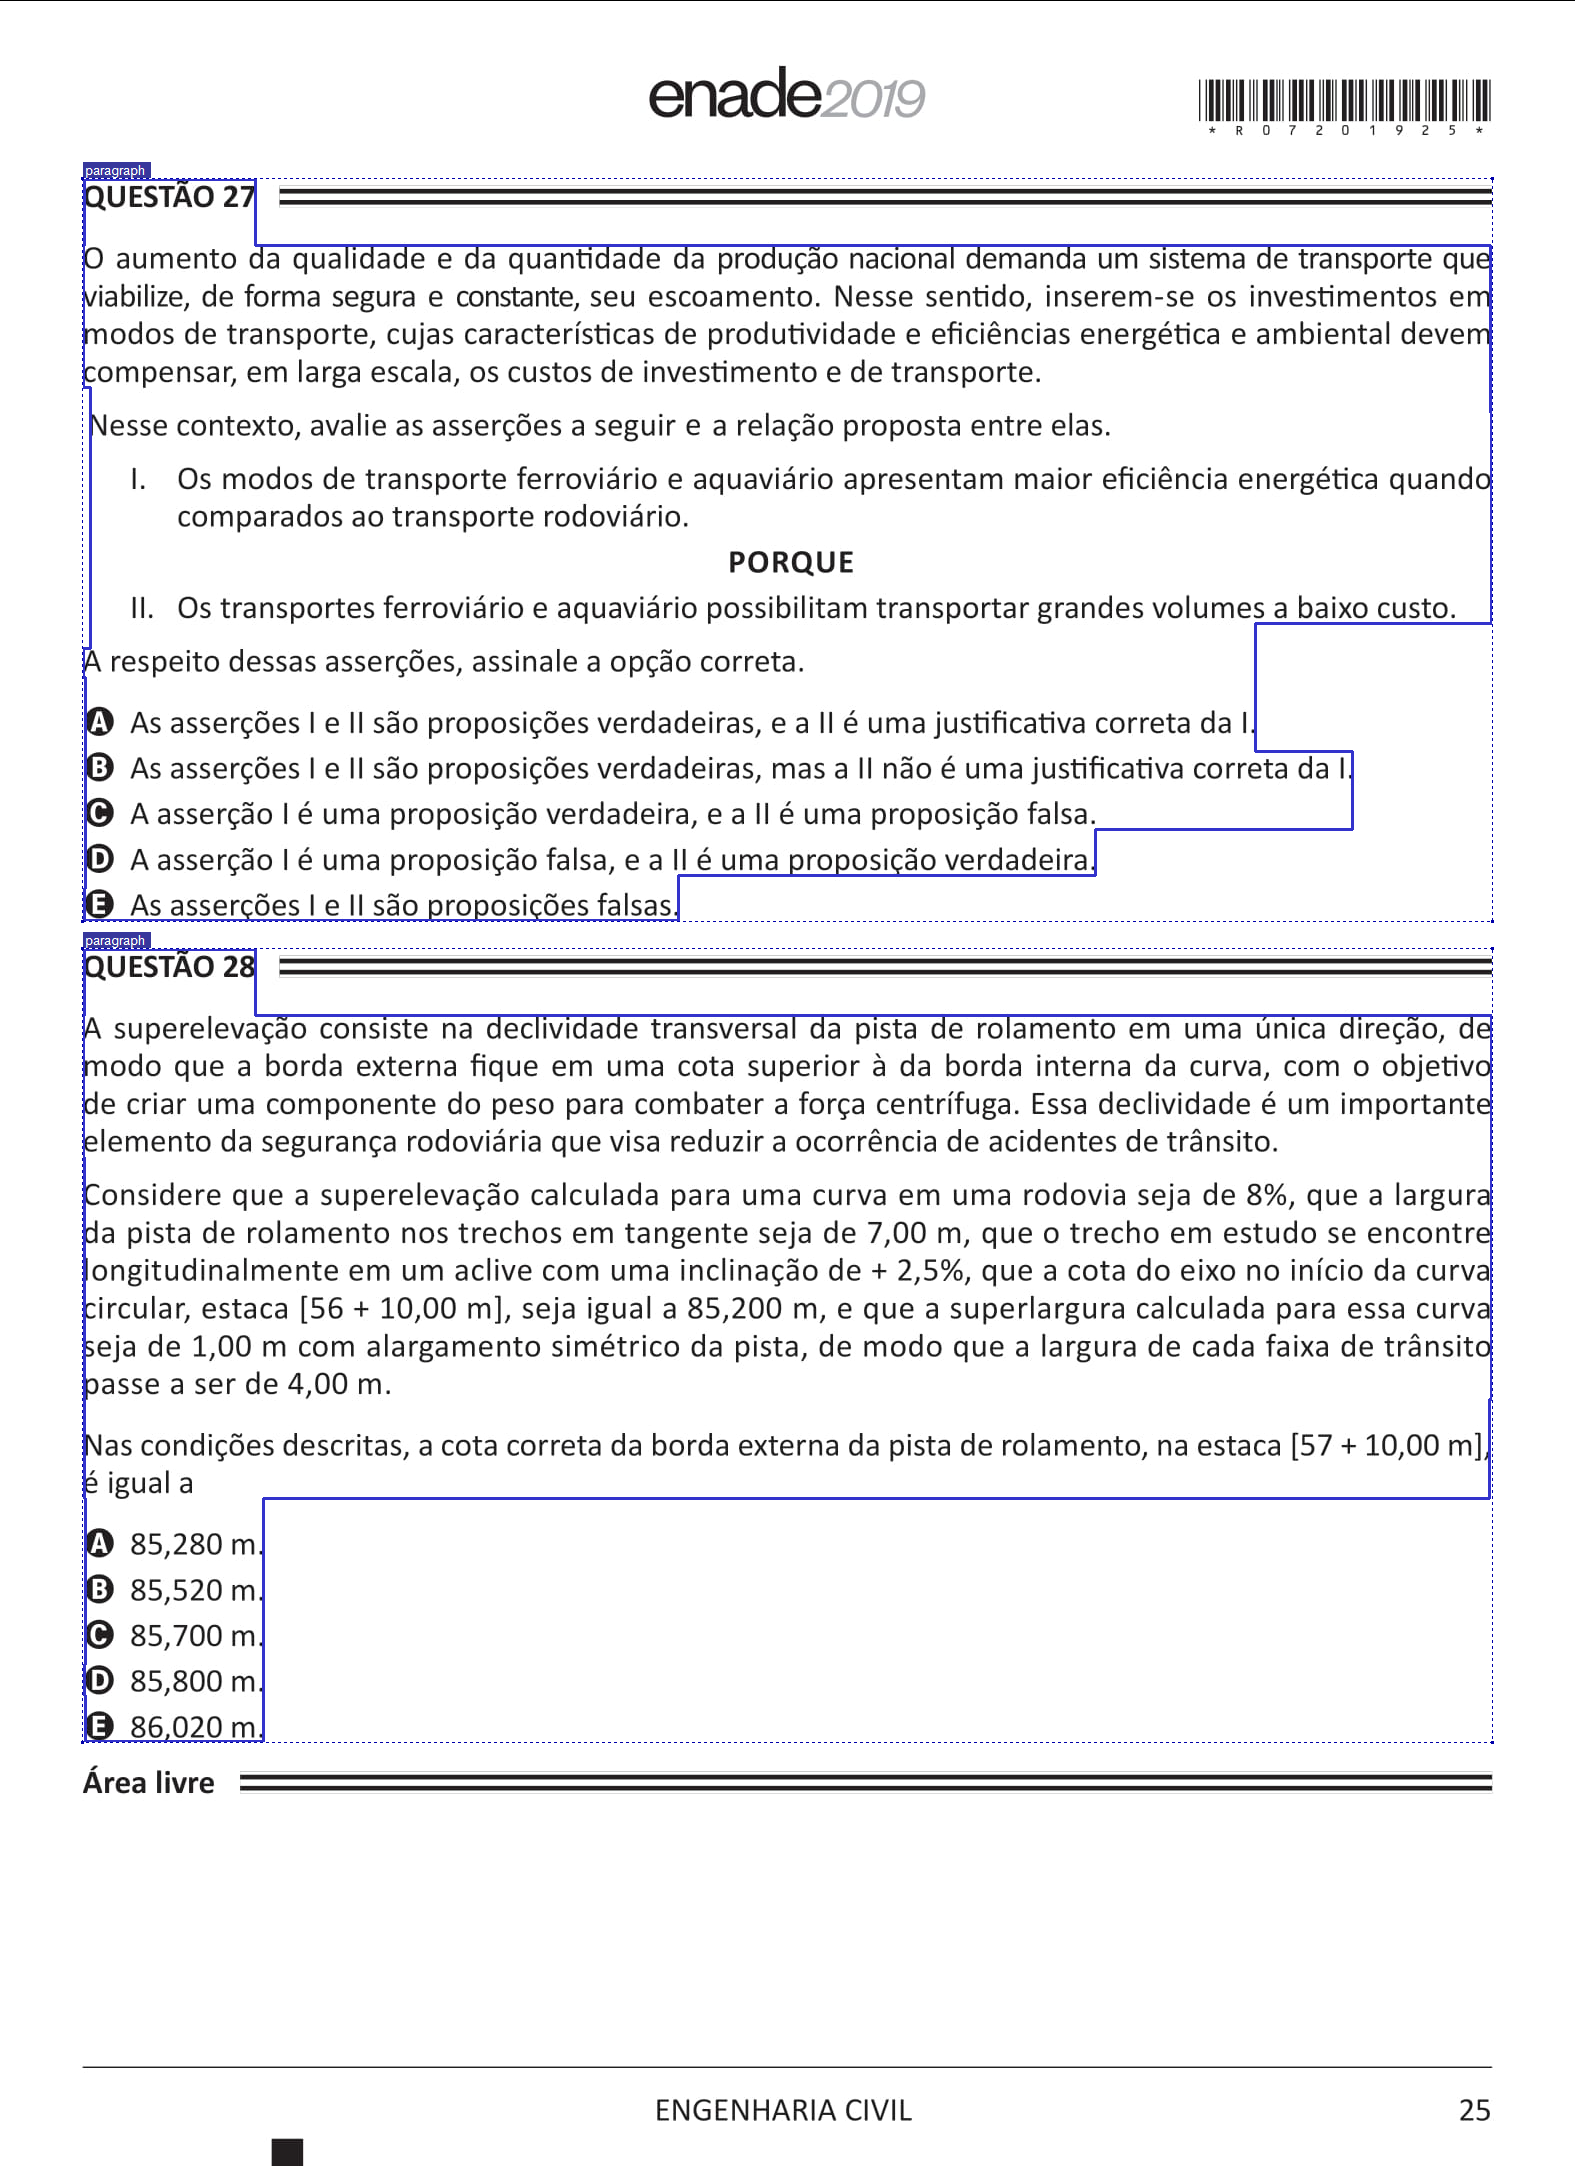 enade2019
*R07201925*
paragraph
QUESTÃO 27
O aumento da qualidade e da quantidade da produção nacional demanda um sistema de transporte que
viabilize, de forma segura e constante, seu escoamento. Nesse sentido, inserem-se os investimentos em
modos de transporte, cujas características de produtividade e eficiências energética e ambiental devem
compensar, em larga escala, os custos de investimento e de transporte.
Nesse contexto, avalie as asserções a seguir e a relação proposta entre elas.
I. Os modos de transporte ferroviário e aquaviário apresentam maior eficiência energética quando
comparados ao transporte rodoviário.
PORQUE
II. Os transportes ferroviário e aquaviário possibilitam transportar grandes volumes a baixo custo.
A respeito dessas asserções, assinale a opção correta.
A As asserções I e II são proposições verdadeiras, e a II é uma justificativa correta da I.
B As asserções I e II são proposições verdadeiras, mas a II não é uma justificativa correta da I.
C A asserção I é uma proposição verdadeira, e a II é uma proposição falsa.
D A asserção I é uma proposição falsa, e a II é uma proposição verdadeira.
E As asserções I e II são proposições falsas.
paragraph
QUESTÃO 28
A superelevação consiste na declividade transversal da pista de rolamento em uma única direção, de
modo que a borda externa fique em uma cota superior à da borda interna da curva, com o objetivo
de criar uma componente do peso para combater a força centrífuga. Essa declividade é um importante
elemento da segurança rodoviária que visa reduzir a ocorrência de acidentes de trânsito.
Considere que a superelevação calculada para uma curva em uma rodovia seja de 8%, que a largura
da pista de rolamento nos trechos em tangente seja de 7,00 m, que o trecho em estudo se encontre
longitudinalmente em um aclive com uma inclinação de + 2,5%, que a cota do eixo no início da curva
circular, estaca [56 + 10,00 m], seja igual a 85,200 m, e que a superlargura calculada para essa curva
seja de 1,00 m com alargamento simétrico da pista, de modo que a largura de cada faixa de trânsito
passe a ser de 4,00 m.
Nas condições descritas, a cota correta da borda externa da pista de rolamento, na estaca [57 + 10,00 m],
é igual a
A 85,280 m.
B 85,520 m.
C 85,700 m.
D 85,800 m.
E 86,020 m.
Área livre
ENGENHARIA CIVIL
25